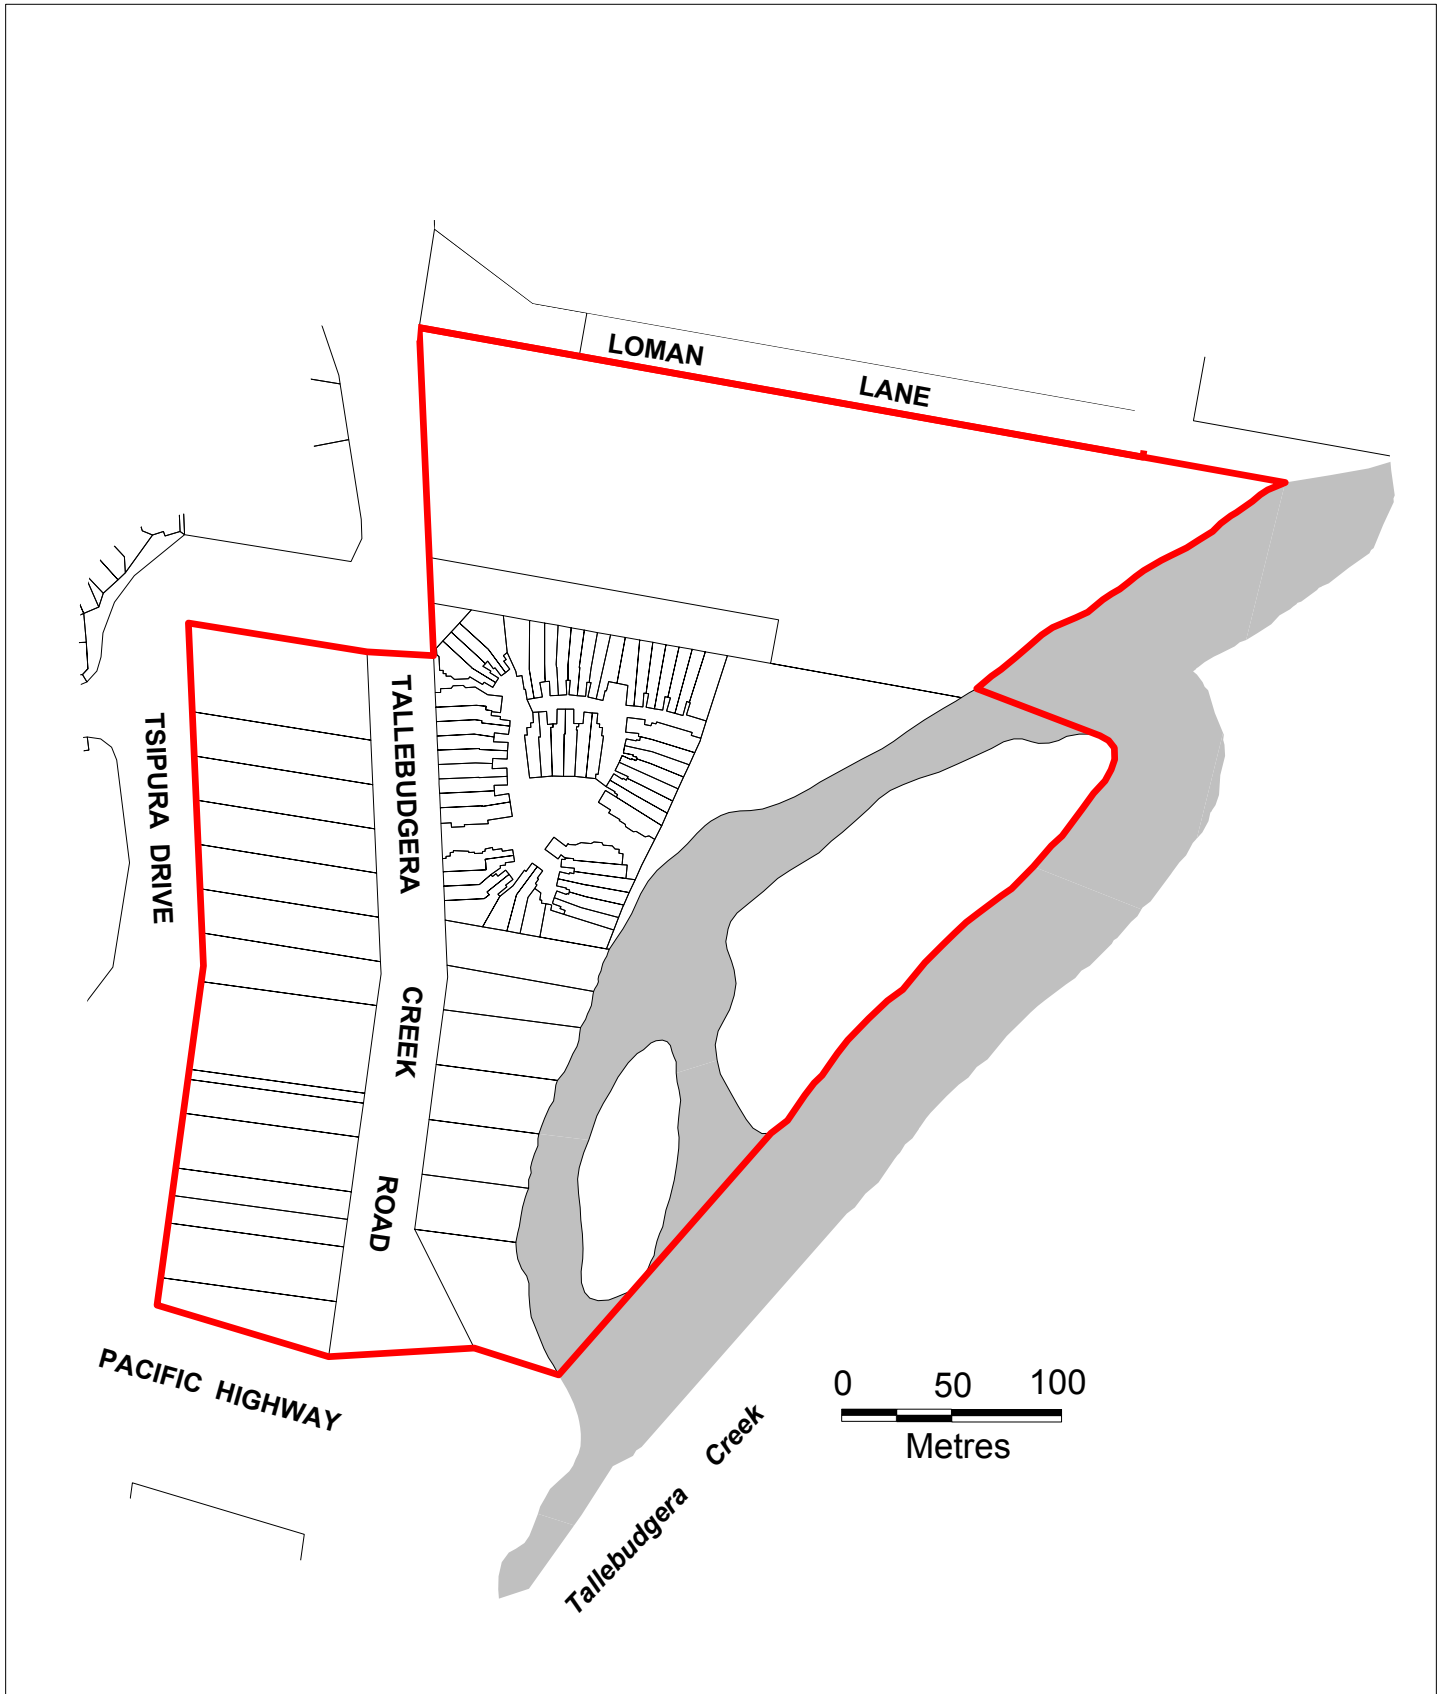 LOMAN LANE
TSIPURA DRIVE
TALLEBUDGERA CREEK ROAD
PACIFIC HIGHWAY
Tallebudgera Creek
0 50 100
Metres